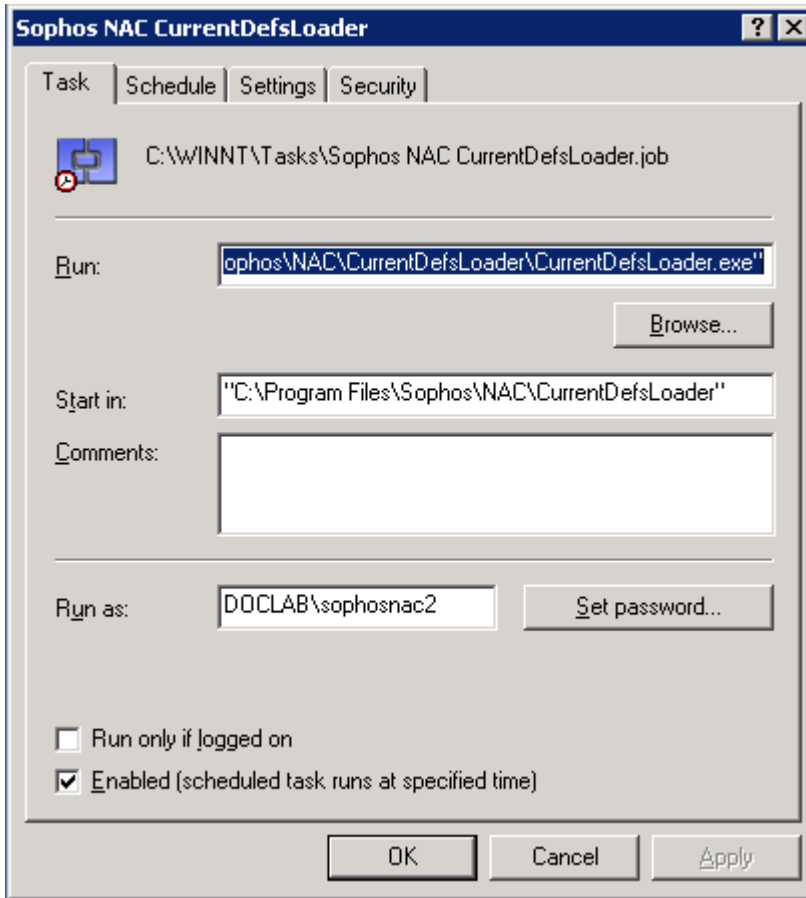 Sophos NAC CurrentDefsLoader
Task Schedule Settings Security
C:\WINNT\Tasks\Sophos NAC CurrentDefsLoader.job
Run: ophos\NAC\CurrentDefsLoader\CurrentDefsLoader.exe"
Browse...
Start in: "C:\Program Files\Sophos\NAC\CurrentDefsLoader"
Comments:
Run as: DOCLAB\sophosnac2 Set password...
Run only if logged on
Enabled (scheduled task runs at specified time)
OK Cancel Apply